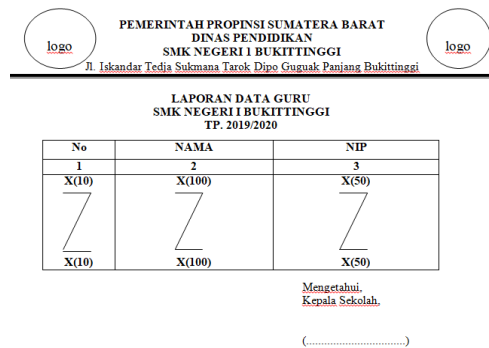 logo
PEMERINTAH PROPINSI SUMATERA BARAT
DINAS PENDIDIKAN
SMK NEGERI 1 BUKITTINGGI
Jl. Iskandar Tedja Sukmana Tarok Dipo Guguak Panjang Bukittinggi
logo
LAPORAN DATA GURU
SMK NEGERI I BUKITTINGGI
TP. 2019/2020
No NAMA NIP
1 2 3
X(10) X(100) X(50)
X(10) X(100) X(50)
Mengetahui,
Kepala Sekolah,
(..................................)